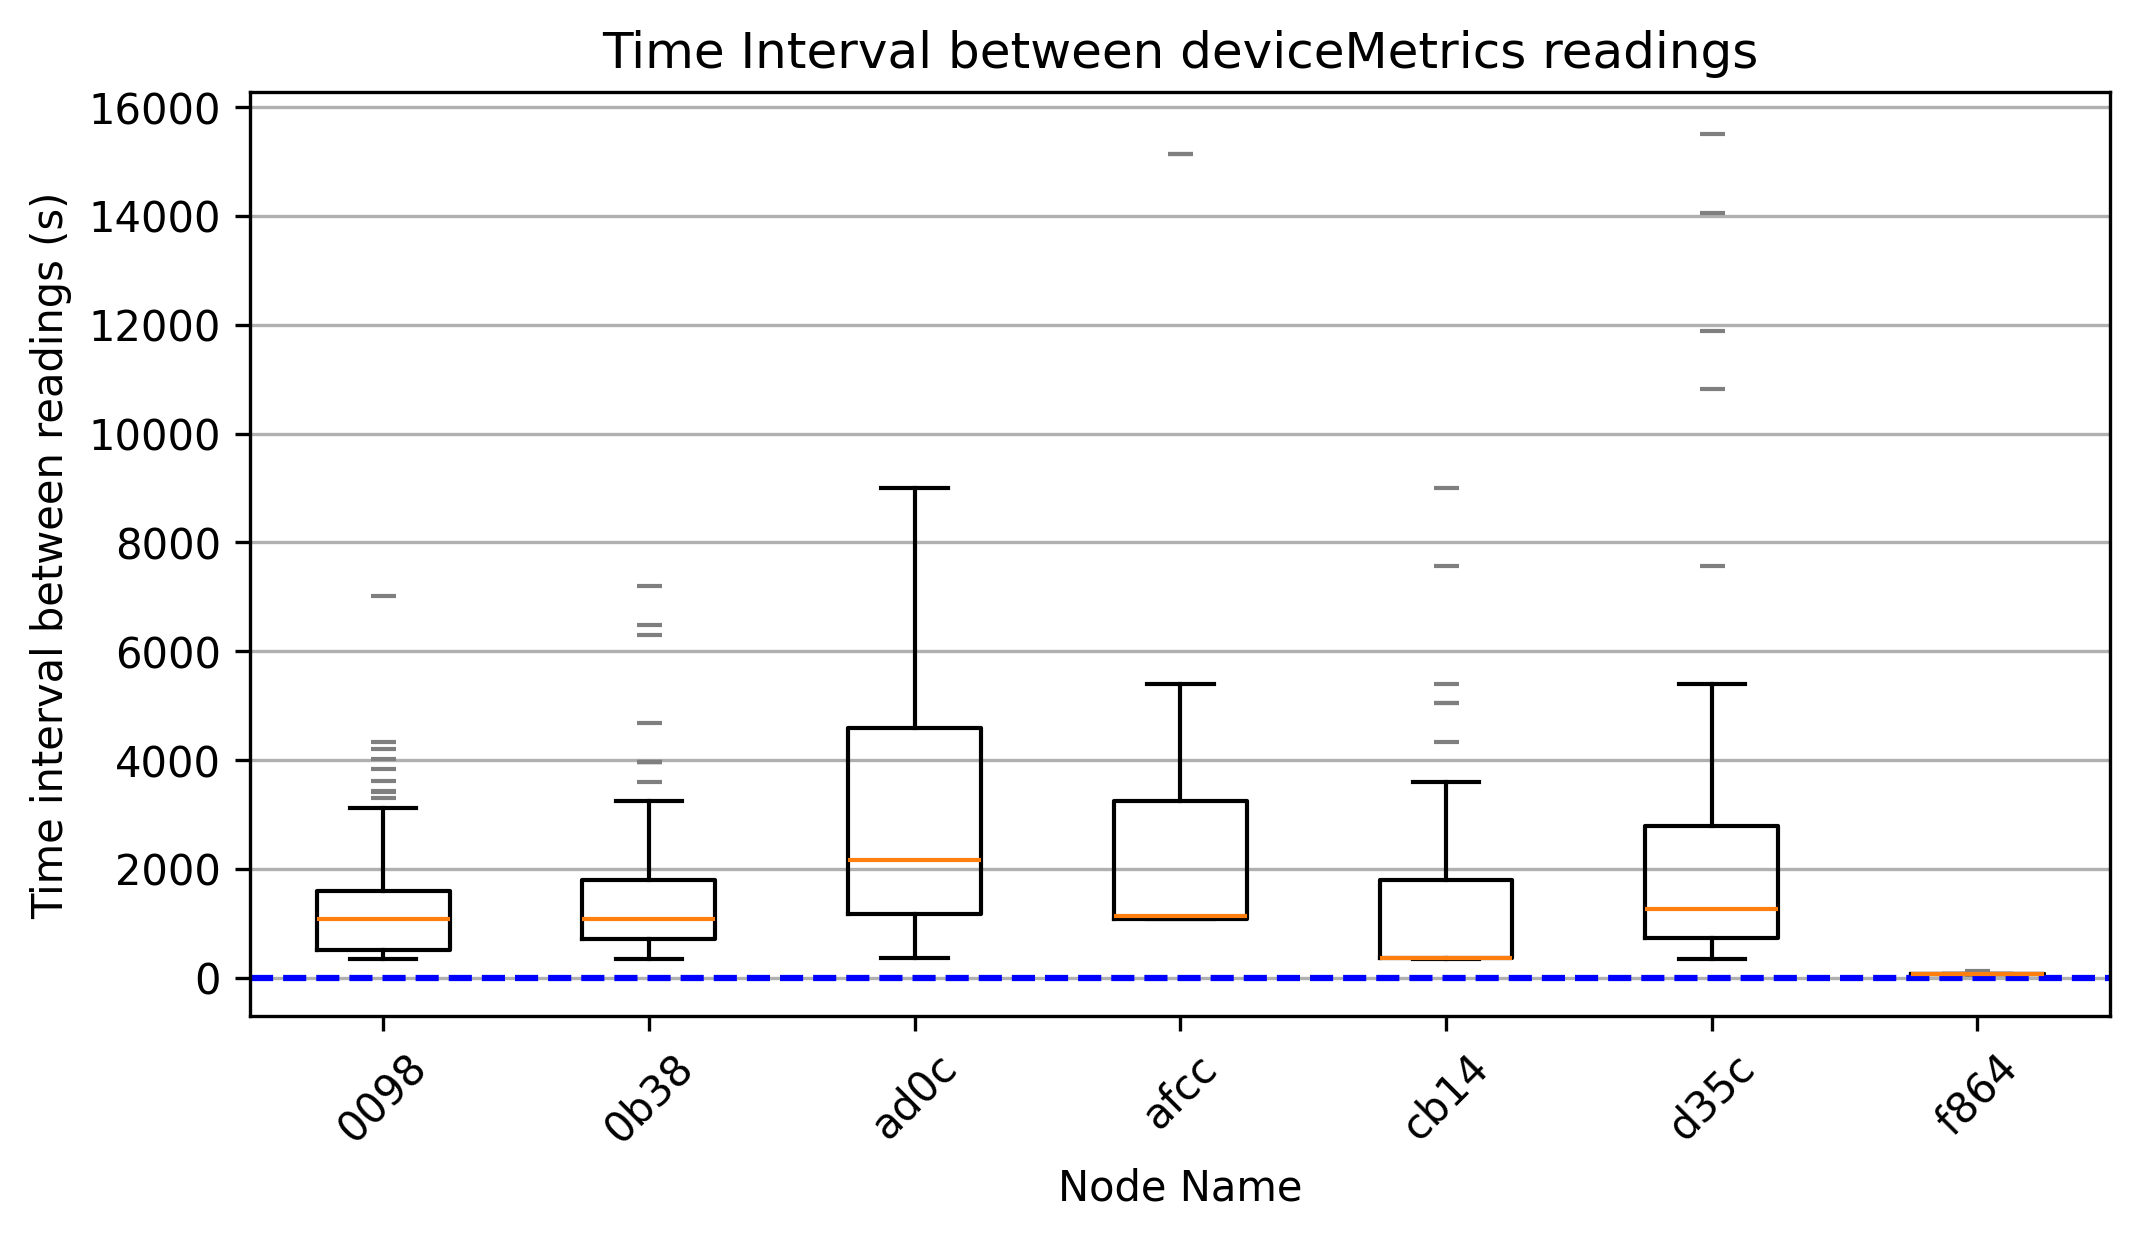 Time Interval between deviceMetrics readings
Time interval between readings (s)
16000
14000
12000
10000
8000
6000
4000
2000
0
0098
0b38
ad0c
afcc
cb14
d35c
f864
Node Name